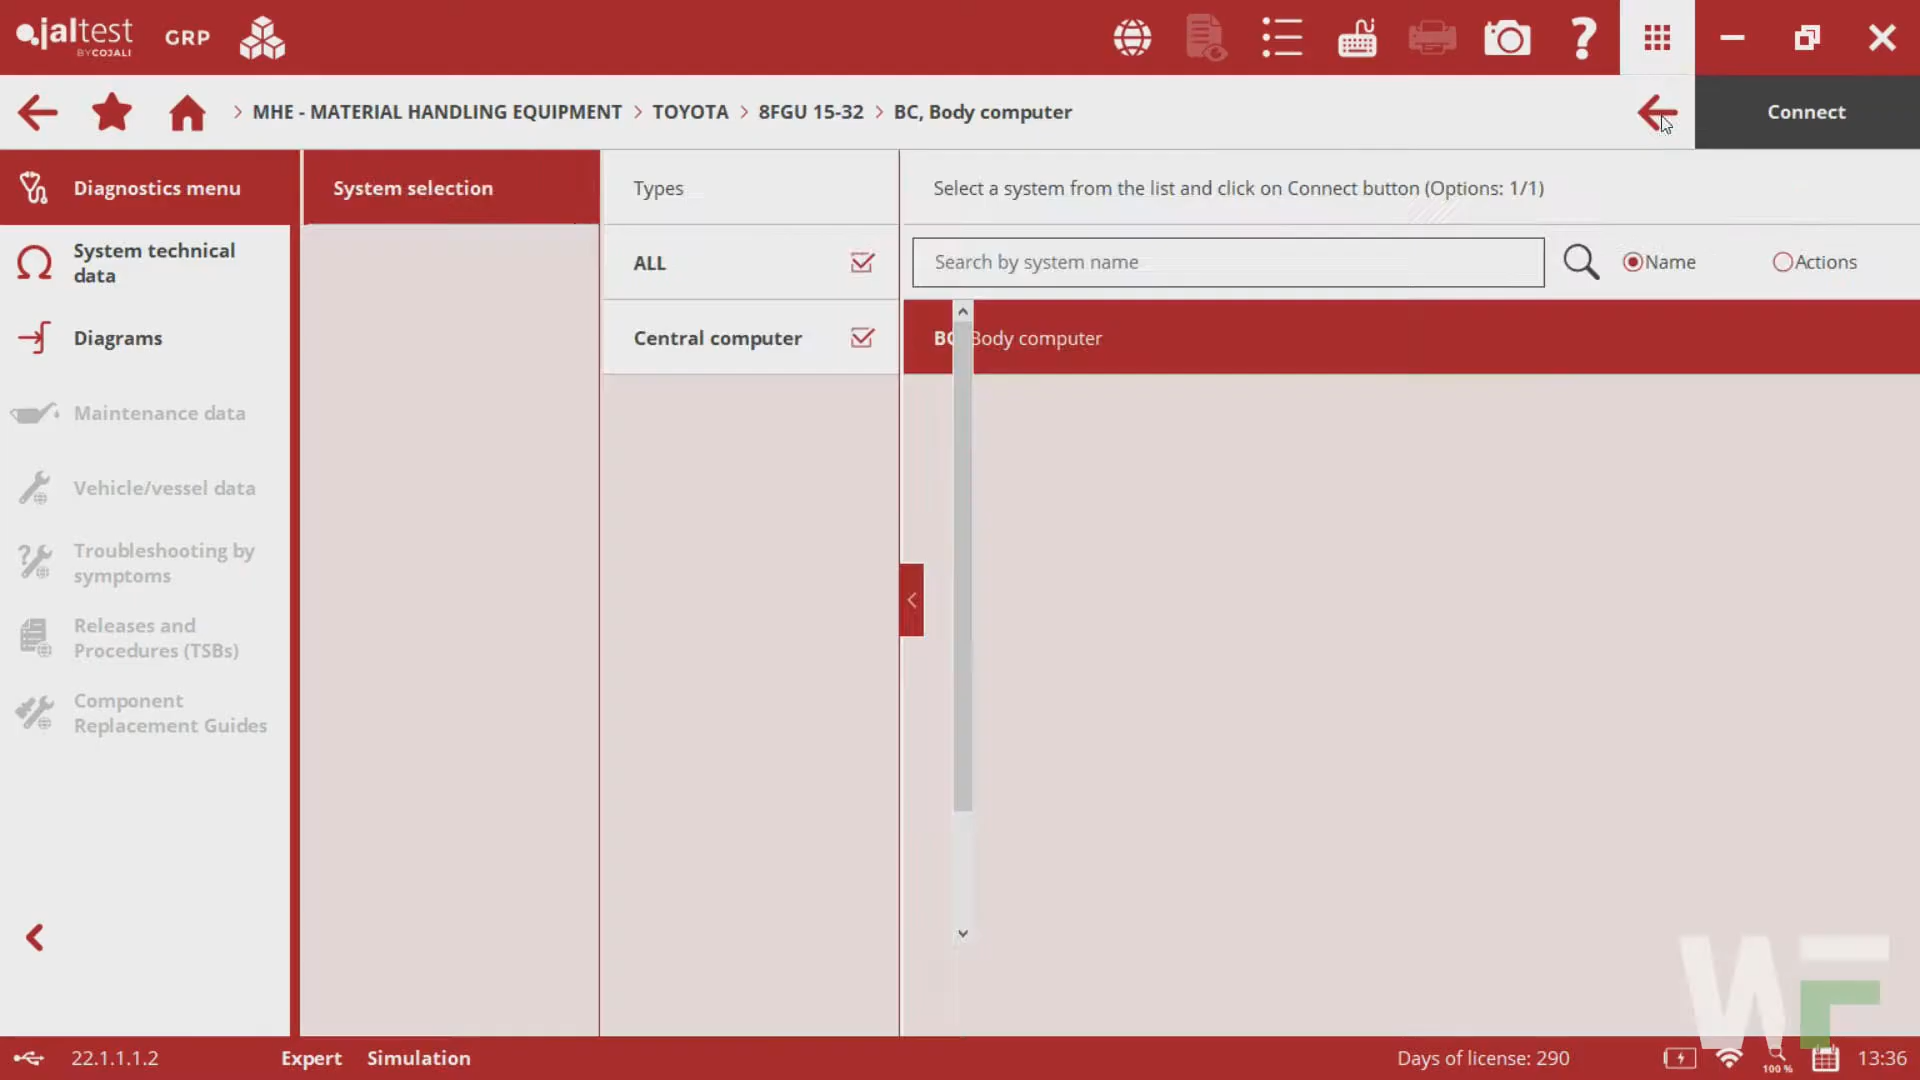 jaltest
BY COJALI
GRP
MHE - MATERIAL HANDLING EQUIPMENT > TOYOTA > 8FGU 15-32 > BC, Body computer
Connect
Diagnostics menu
System selection
Types
Select a system from the list and click on Connect button (Options: 1/1)
System technical
data
ALL
Search by system name
Name
Actions
Diagrams
Central computer
BC Body computer
Maintenance data
Vehicle/vessel data
Troubleshooting by
symptoms
Releases and
Procedures (TSBs)
Component
Replacement Guides
WF
22.1.1.1.2
Expert
Simulation
Days of license: 290
100 %
13:36